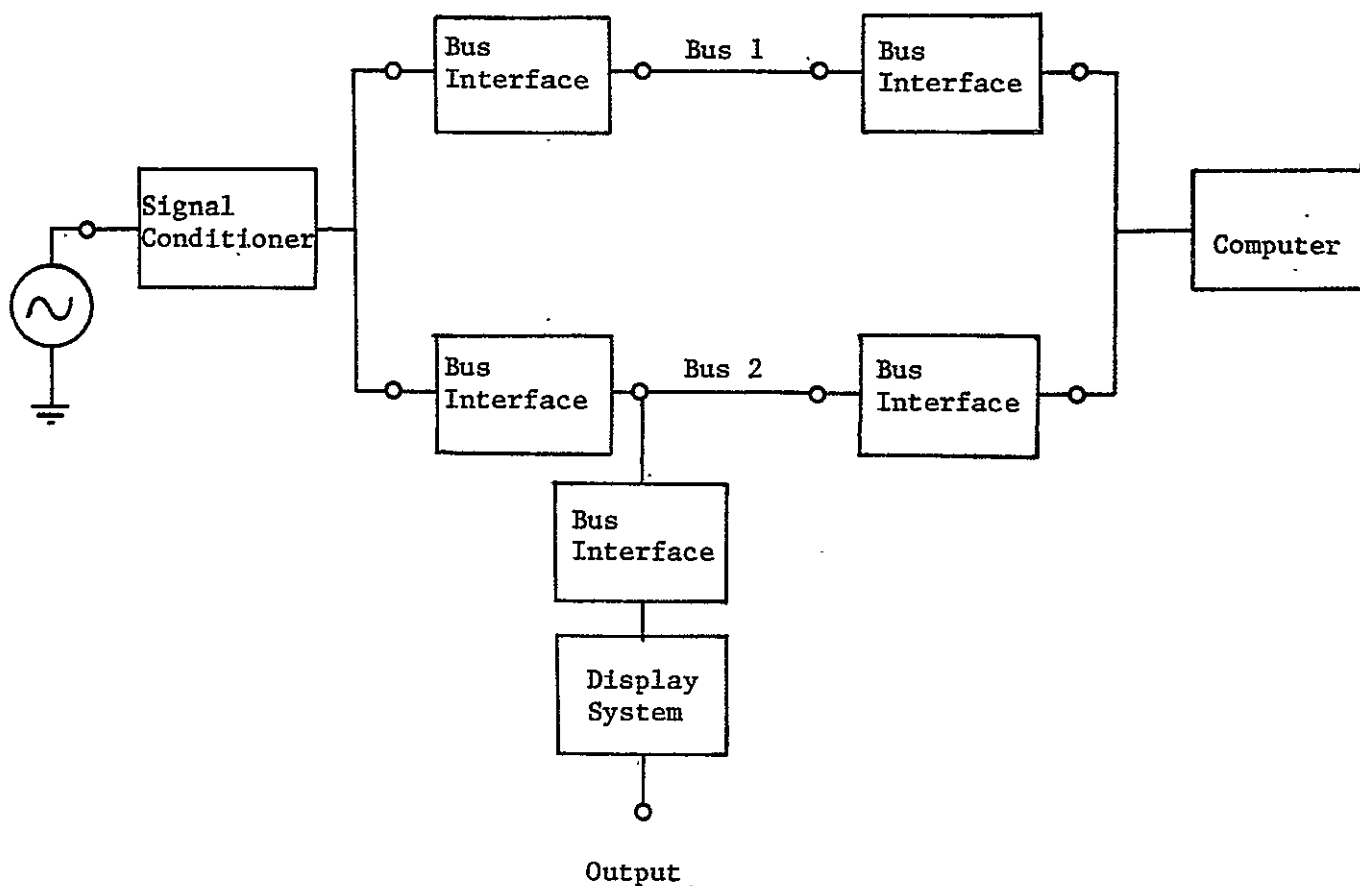 Bus
Interface
Bus 1
Bus
Interface
Signal
Conditioner
Computer
Bus
Interface
Bus 2
Bus
Interface
Bus
Interface
Display
System
Output